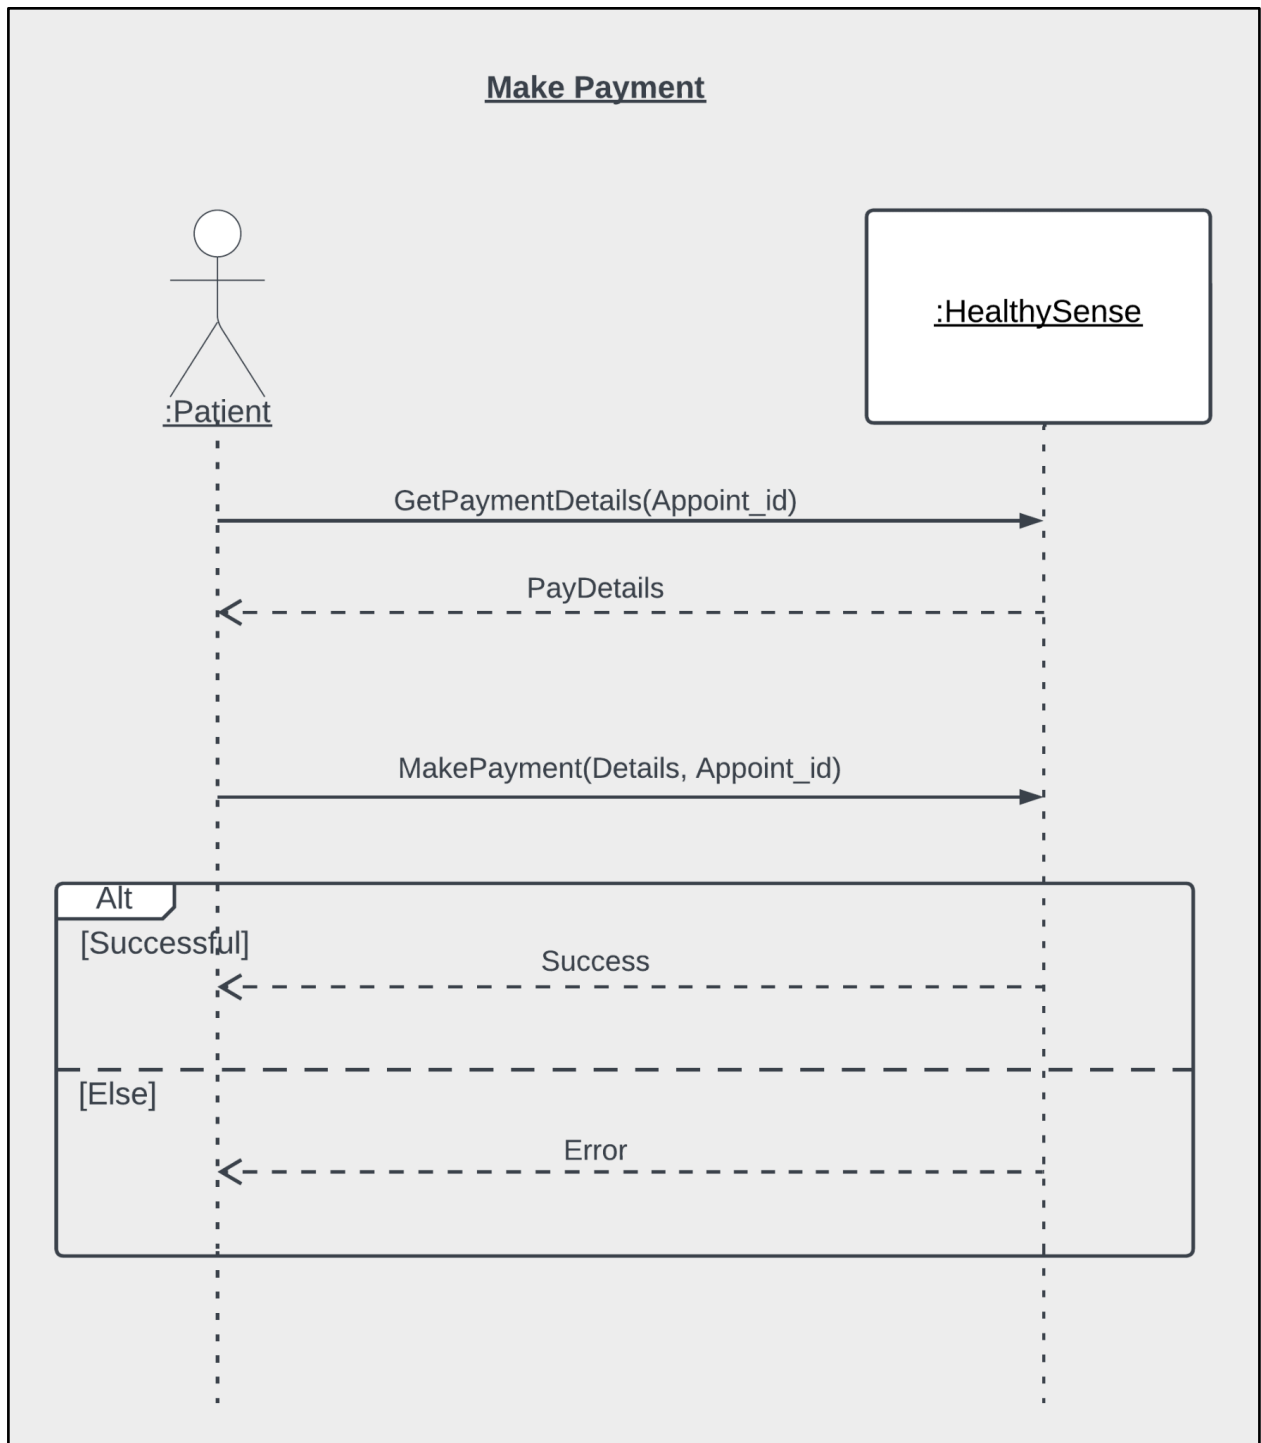 Make Payment
:Patient
:HealthySense
GetPaymentDetails(Appoint_id)
PayDetails
MakePayment(Details, Appoint_id)
Alt
[Successful]
Success
[Else]
Error